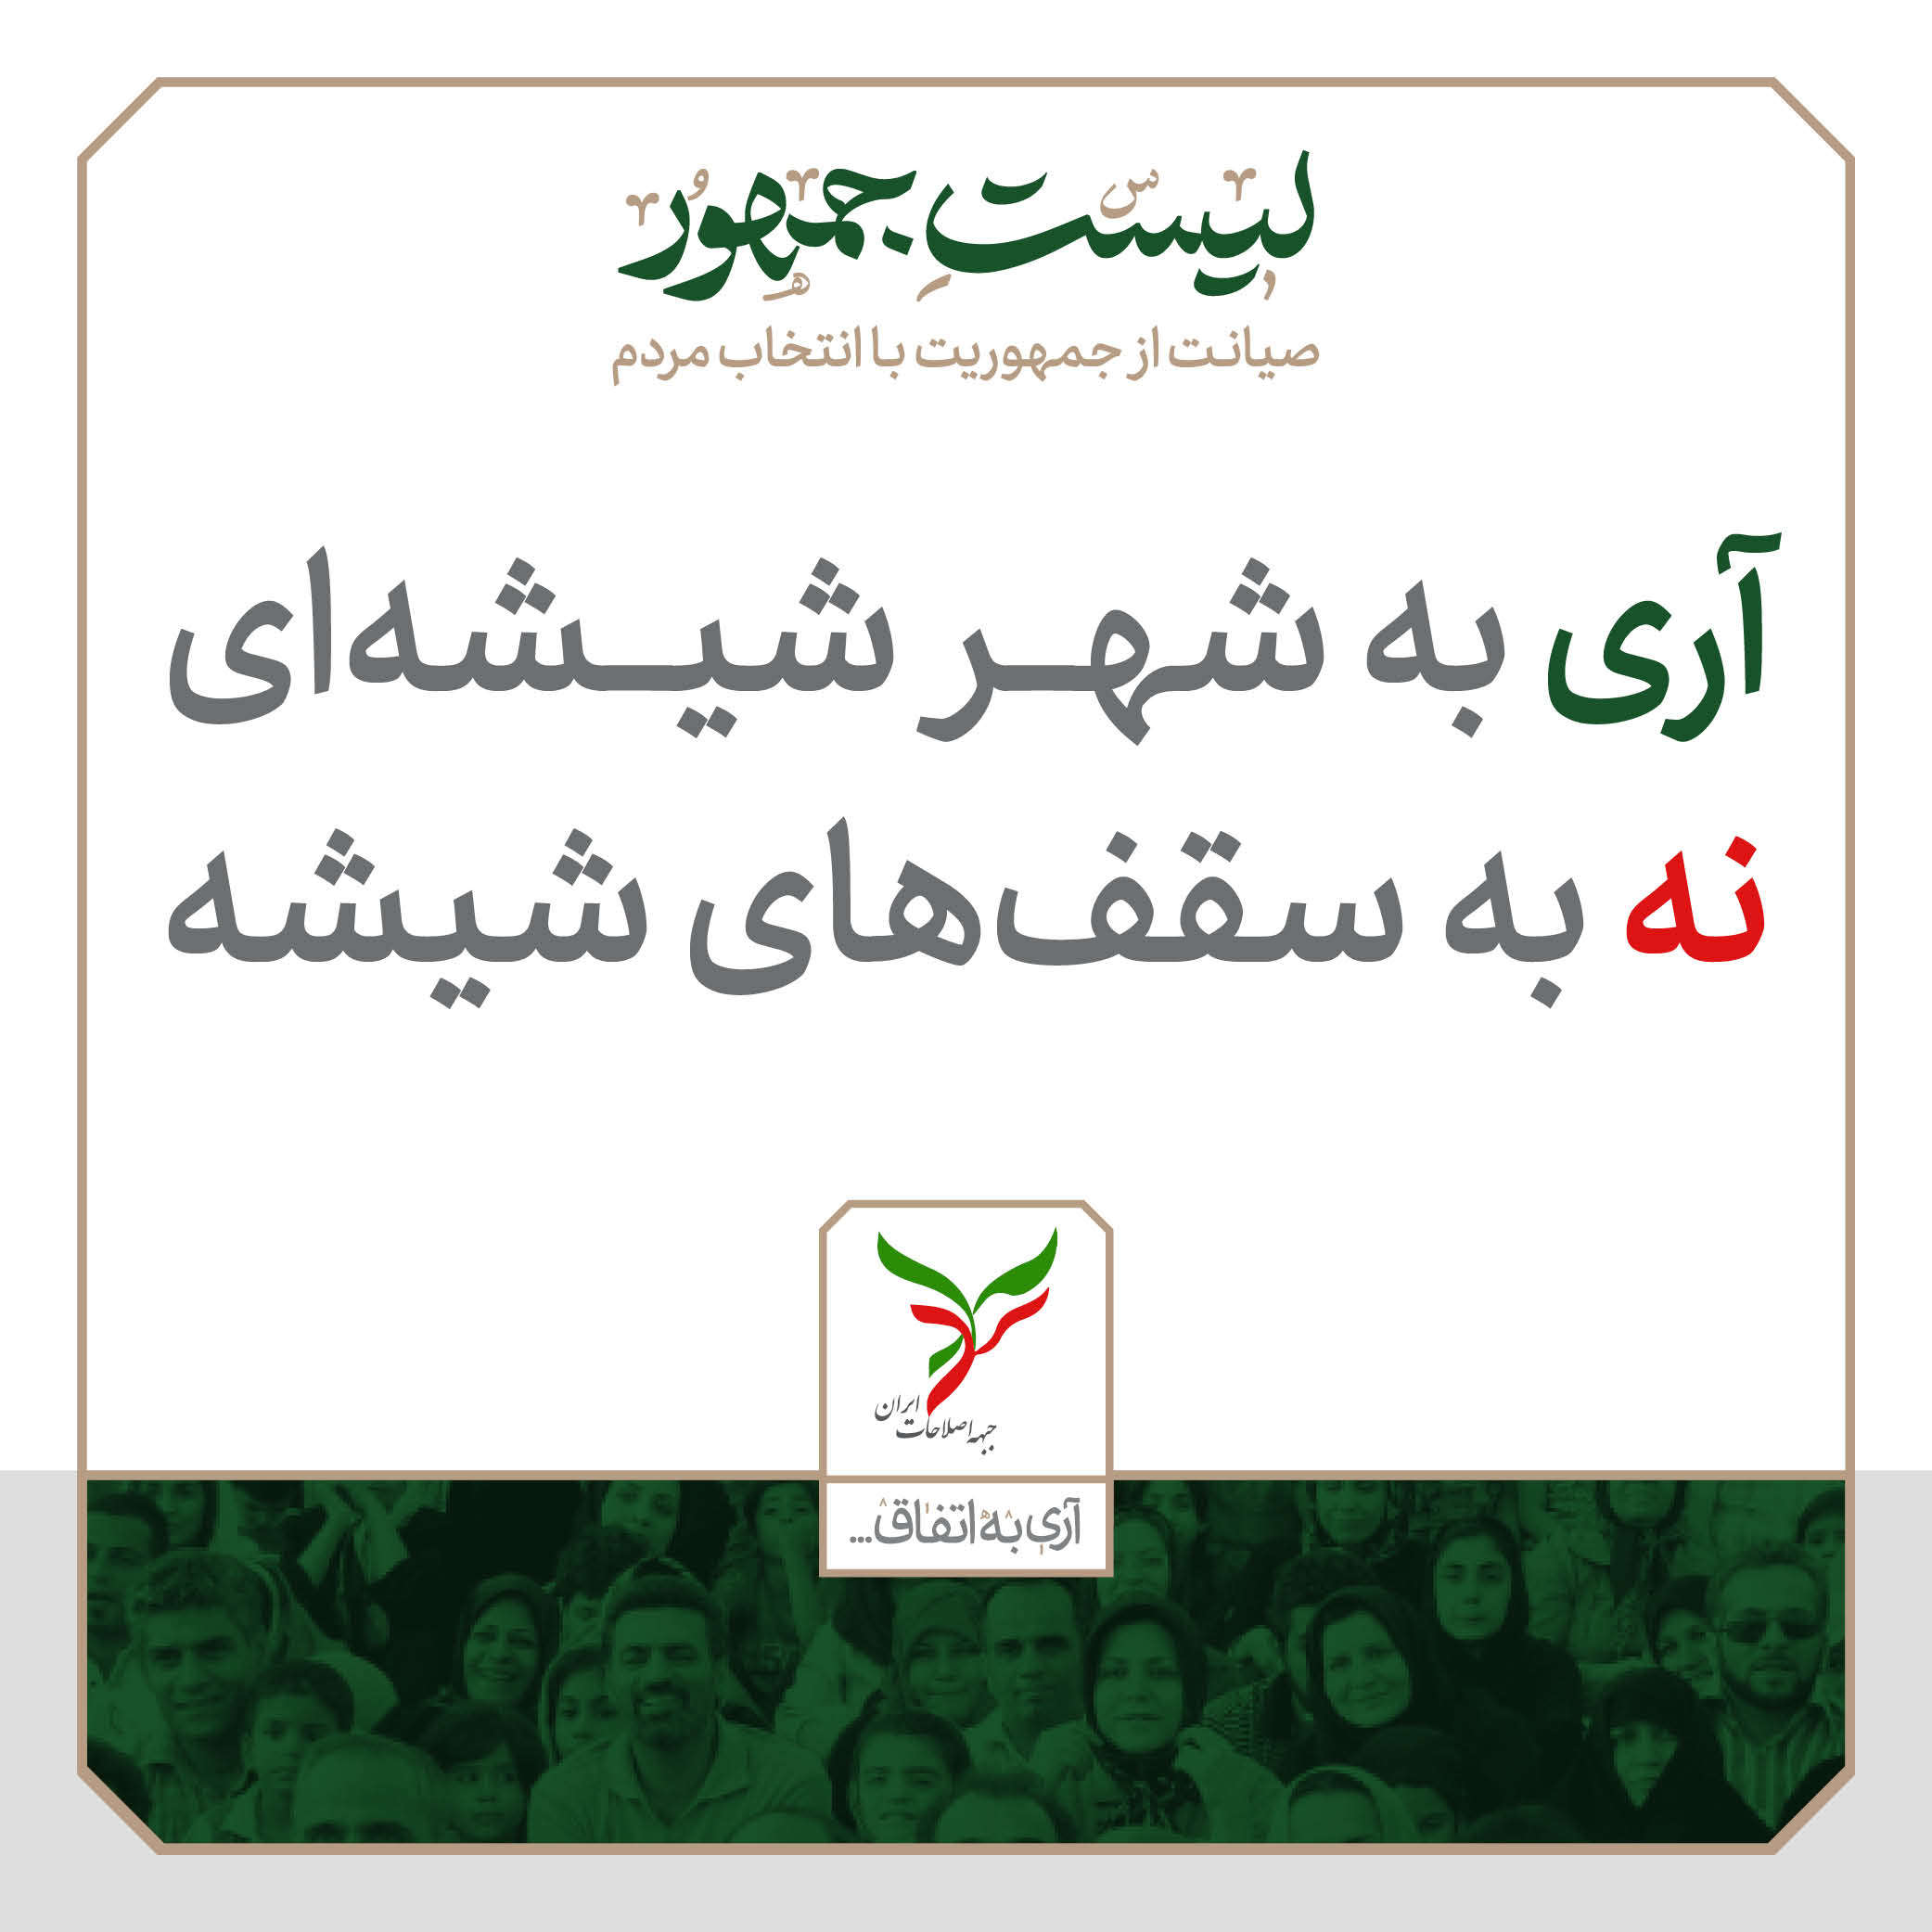 لیستِ جمهور
صیانت از جمهوریت با انتخاب مردم
آری به شهر شیشه‌ای
نه به سقف‌های شیشه
جبهه اصلاحات ایران
آری به اتفاق...